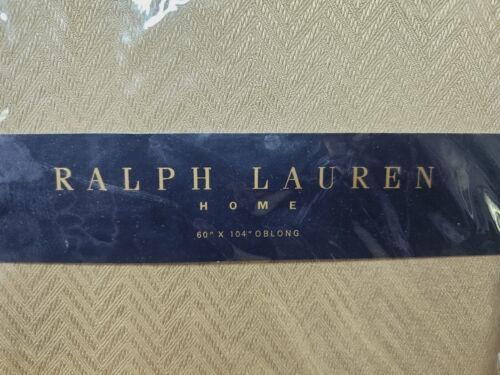 RALPH LAUREN
HOME
60" X 104" OBLONG